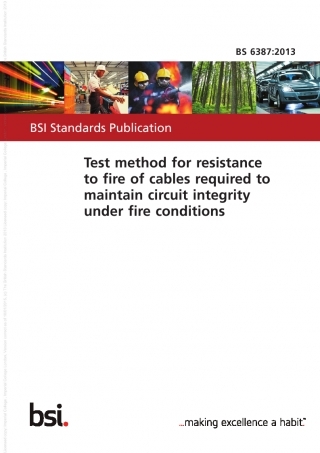 BS 6387:2013
BSI Standards Publication
Test method for resistance
to fire of cables required to
maintain circuit integrity
under fire conditions
bsi.
...making excellence a habit.™